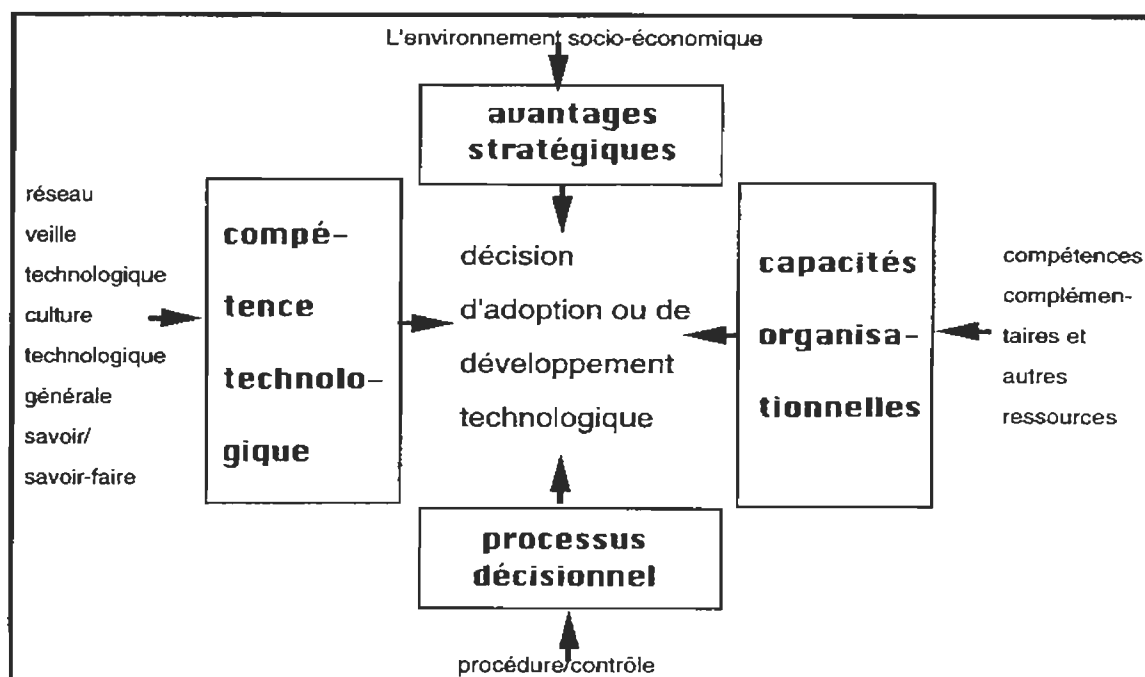 L'environnement socio-économique
avantages
stratégiques
réseau
veille
technologique
culture
technologique
générale
savoir/
savoir-faire
compé-
tence
technolo-
gique
décision
d'adoption ou de
développement
technologique
capacités
organisa-
tionnelles
compétences
complémen-
taires et
autres
ressources
processus
décisionnel
procédure/contrôle